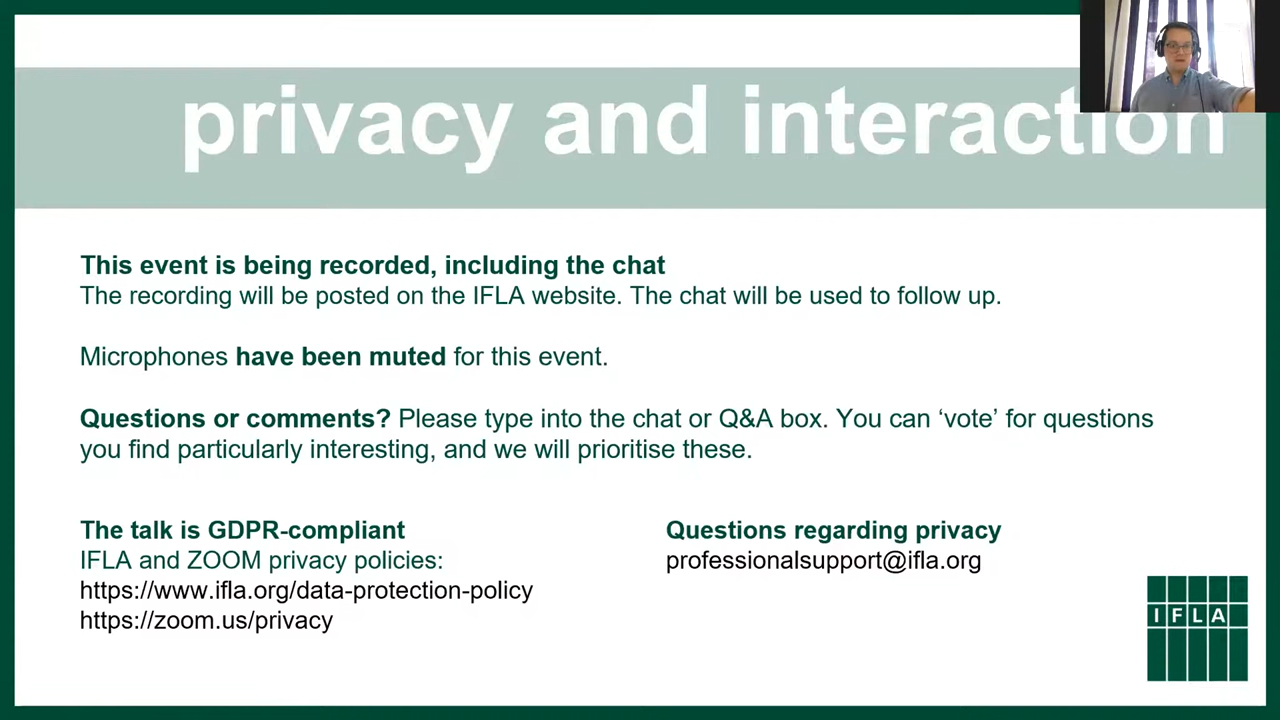 privacy and interaction
This event is being recorded, including the chat
The recording will be posted on the IFLA website. The chat will be used to follow up.
Microphones have been muted for this event.
Questions or comments? Please type into the chat or Q&A box. You can ‘vote’ for questions
you find particularly interesting, and we will prioritise these.
The talk is GDPR-compliant
IFLA and ZOOM privacy policies:
https://www.ifla.org/data-protection-policy
https://zoom.us/privacy
Questions regarding privacy
professionalsupport@ifla.org
IFLA